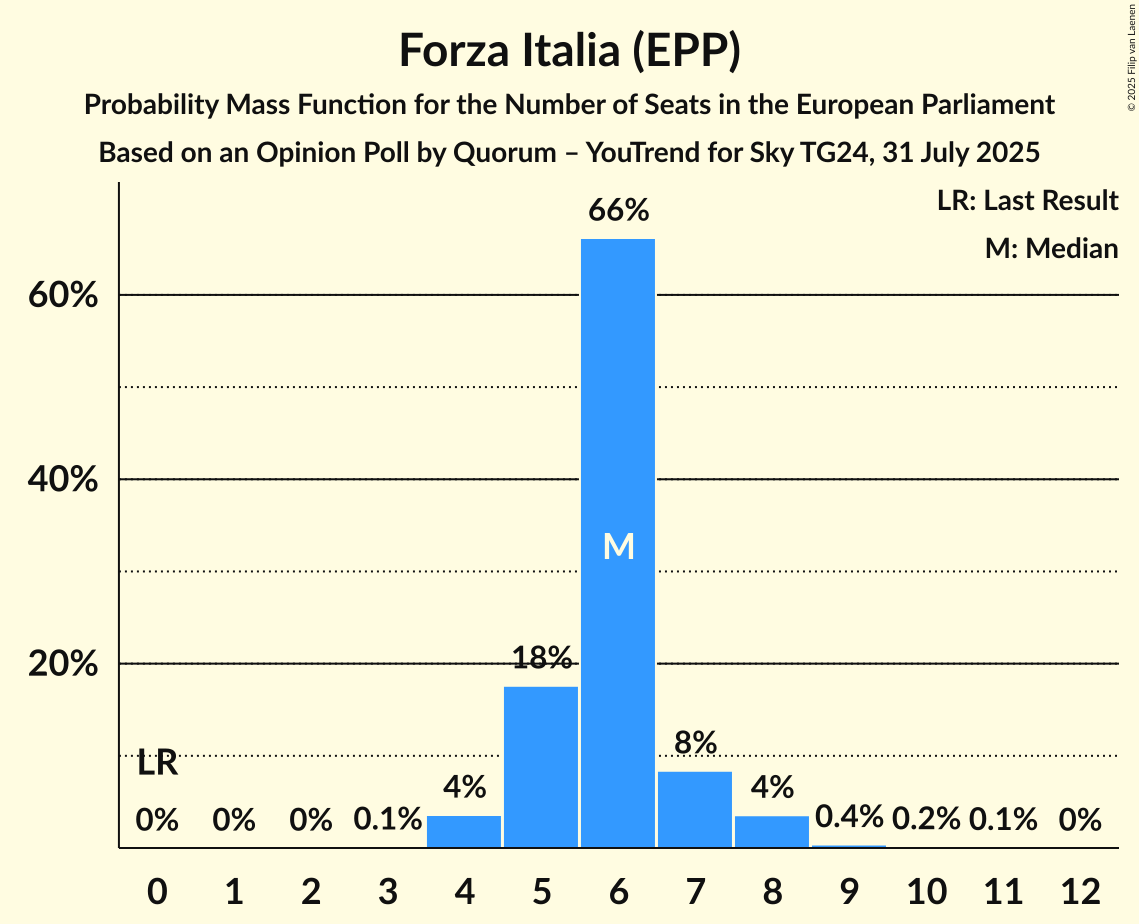 Forza Italia (EPP)
Probability Mass Function for the Number of Seats in the European Parliament
Based on an Opinion Poll by Quorum – YouTrend for Sky TG24, 31 July 2025
© 2025 Filip van Laenen
LR: Last Result
M: Median
60%
40%
20%
66%
M
18%
8%
LR
4%
4%
0%
0%
0%
0.1%
0.4%
0.2%
0.1%
0%
0 1 2 3 4 5 6 7 8 9 10 11 12